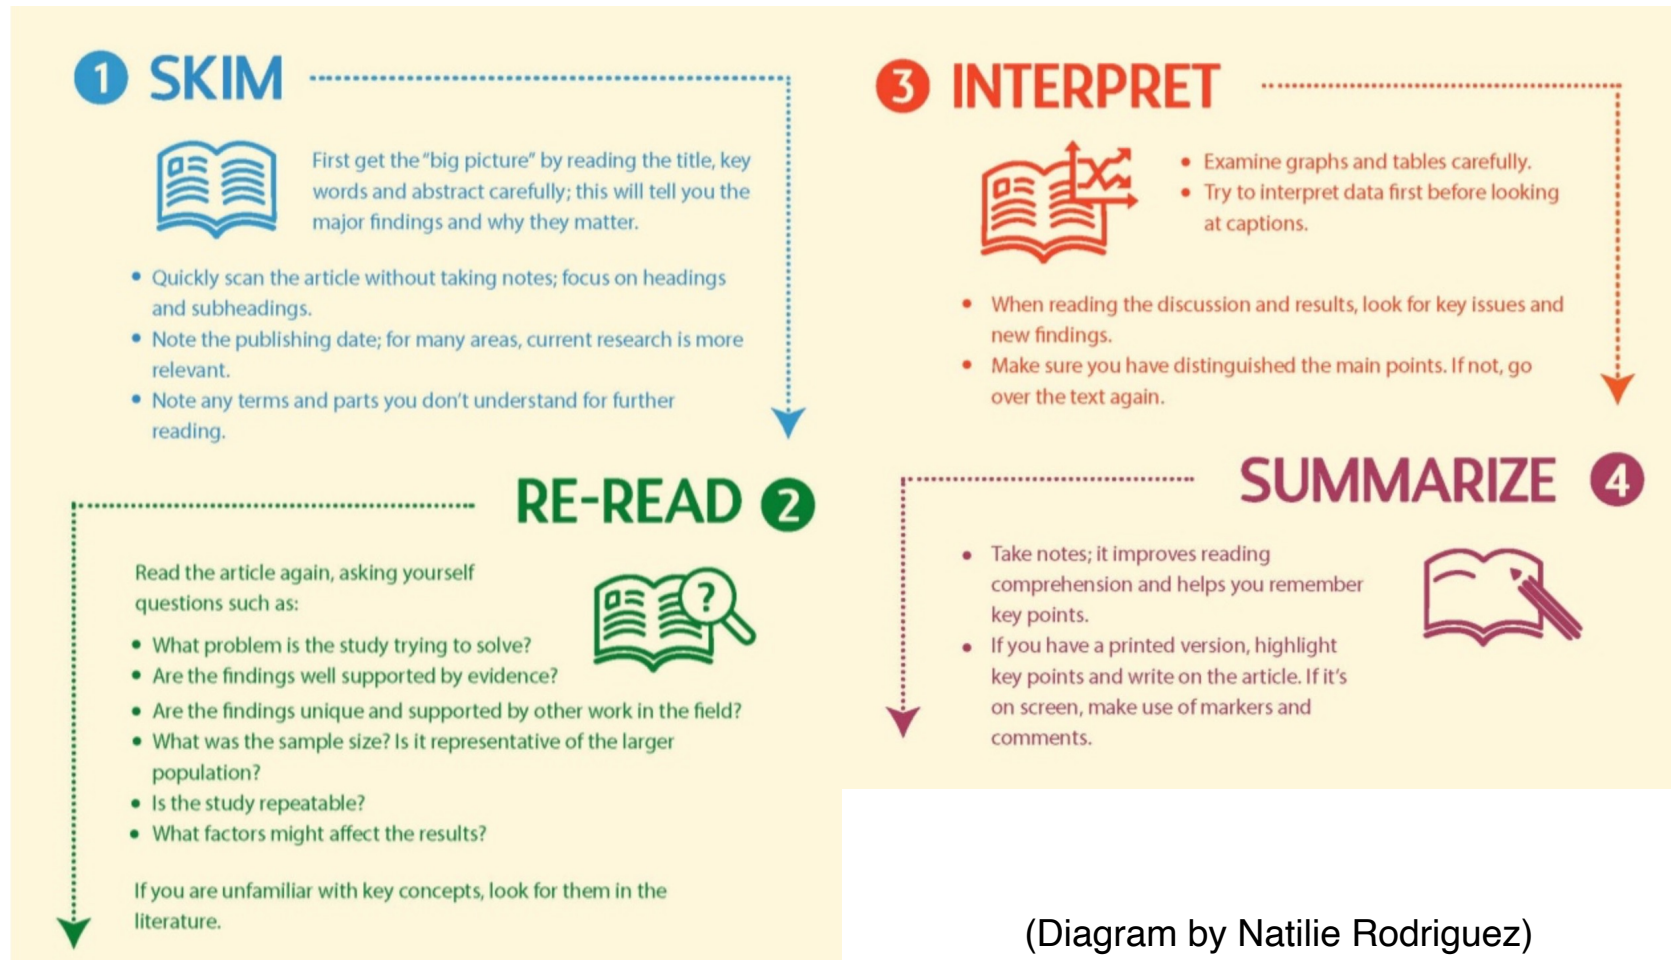 1 SKIM
First get the “big picture” by reading the title, key
words and abstract carefully; this will tell you the
major findings and why they matter.
• Quickly scan the article without taking notes; focus on headings
and subheadings.
• Note the publishing date; for many areas, current research is more
relevant.
• Note any terms and parts you don’t understand for further
reading.
RE-READ 2
Read the article again, asking yourself
questions such as:
?
• What problem is the study trying to solve?
• Are the findings well supported by evidence?
• Are the findings unique and supported by other work in the field?
• What was the sample size? Is it representative of the larger
population?
• Is the study repeatable?
• What factors might affect the results?
If you are unfamiliar with key concepts, look for them in the
literature.
3 INTERPRET
• Examine graphs and tables carefully.
• Try to interpret data first before looking
at captions.
• When reading the discussion and results, look for key issues and
new findings.
• Make sure you have distinguished the main points. If not, go
over the text again.
SUMMARIZE 4
• Take notes; it improves reading
comprehension and helps you remember
key points.
• If you have a printed version, highlight
key points and write on the article. If it’s
on screen, make use of markers and
comments.
(Diagram by Natilie Rodriguez)